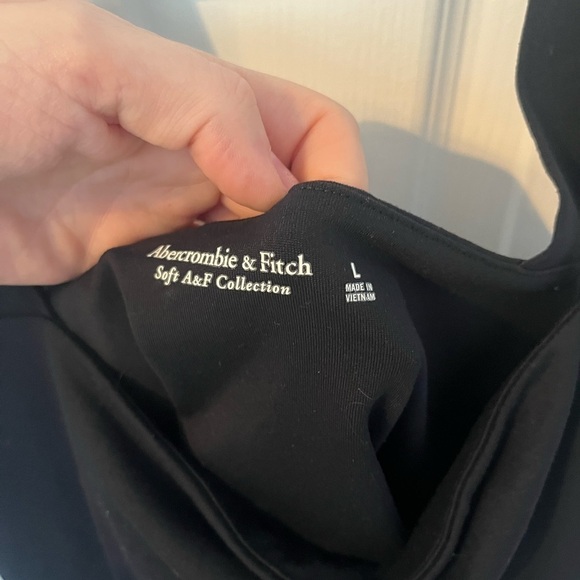 Abercrombie & Fitch
Soft A&F Collection
L
MADE IN
VIETNAM